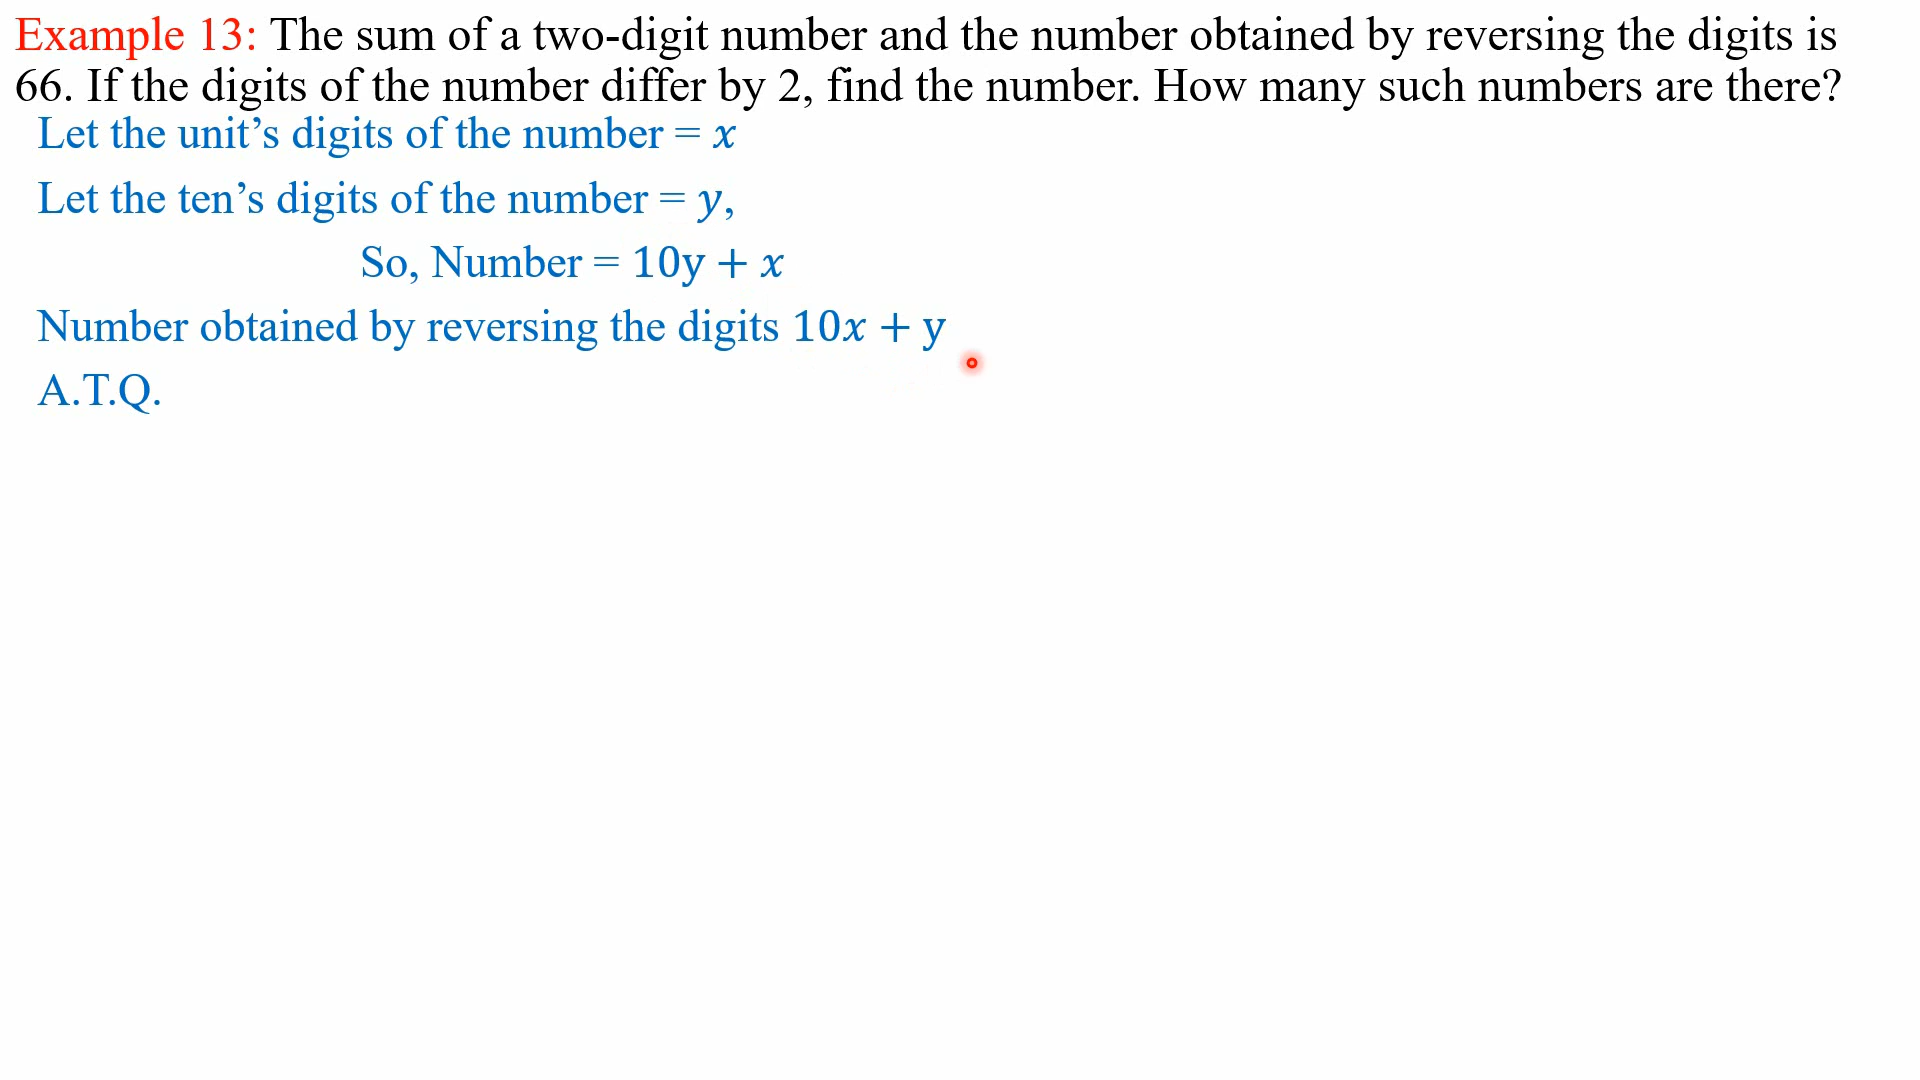 Example 13: The sum of a two-digit number and the number obtained by reversing the digits is
66. If the digits of the number differ by 2, find the number. How many such numbers are there?
Let the unit’s digits of the number = x
Let the ten’s digits of the number = y,
So, Number = 10y + x
Number obtained by reversing the digits 10x + y
A.T.Q.